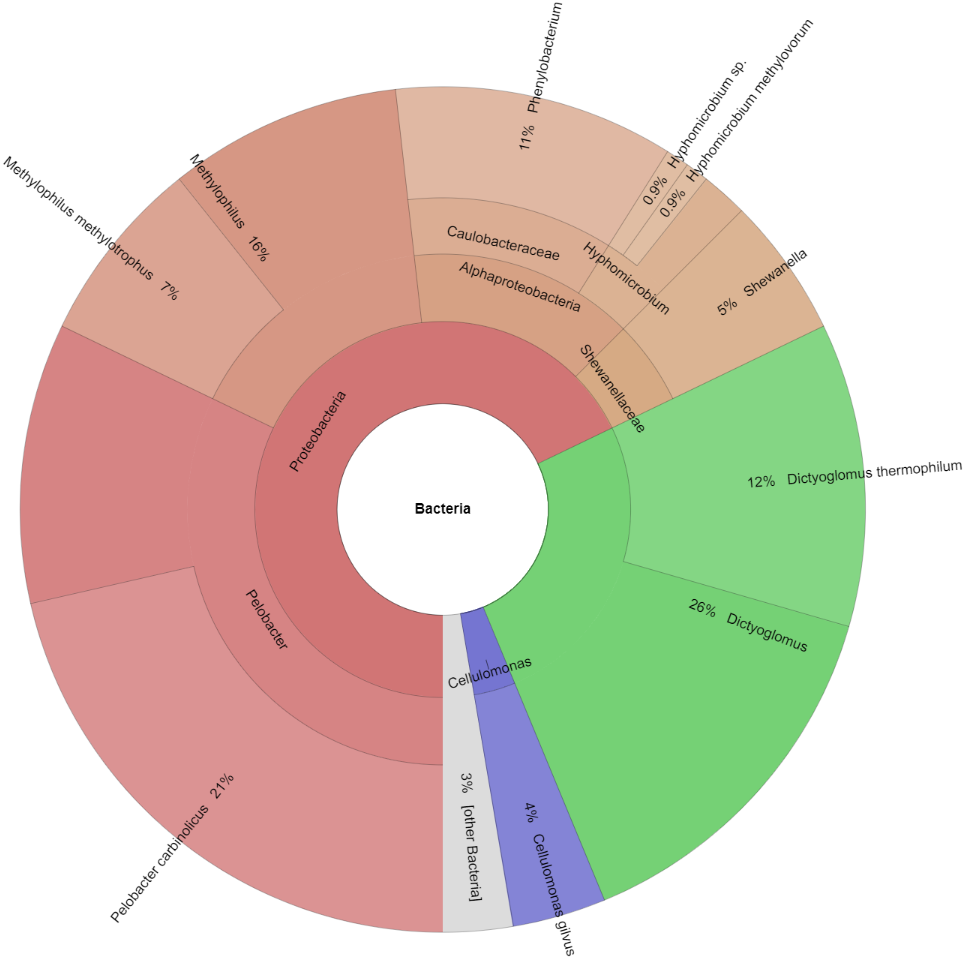 Bacteria
Proteobacteria
Methylophilus methylotrophus 7%
Methylophilus 16%
11% Phenylobacterium
0.9% Hyphomicrobium sp.
0.9% Hyphomicrobium methylovorum
Caulobacteraceae
Hyphomicrobium
Alphaproteobacteria
5% Shewanella
Shewanellaceae
12% Dictyoglomus thermophilum
26% Dictyoglomus
Pelobacter
Pelobacter carbinolicus 21%
Cellulomonas
4% Cellulomonas gilvus
3% [other Bacteria]